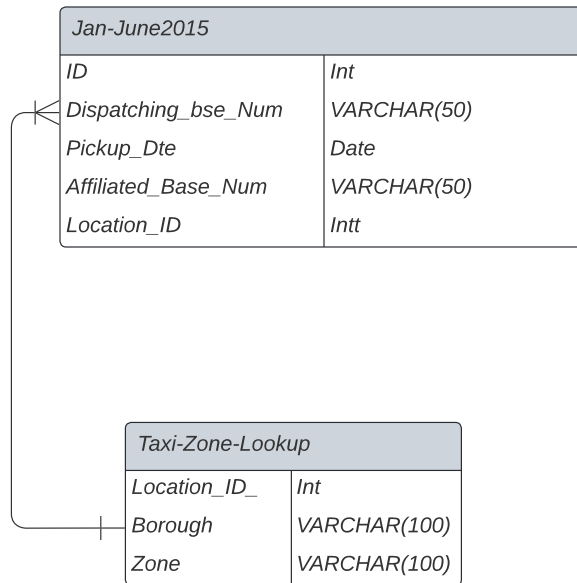 Jan-June2015
ID Int
Dispatching_bse_Num VARCHAR(50)
Pickup_Dte Date
Affiliated_Base_Num VARCHAR(50)
Location_ID Intt
Taxi-Zone-Lookup
Location_ID_ Int
Borough VARCHAR(100)
Zone VARCHAR(100)